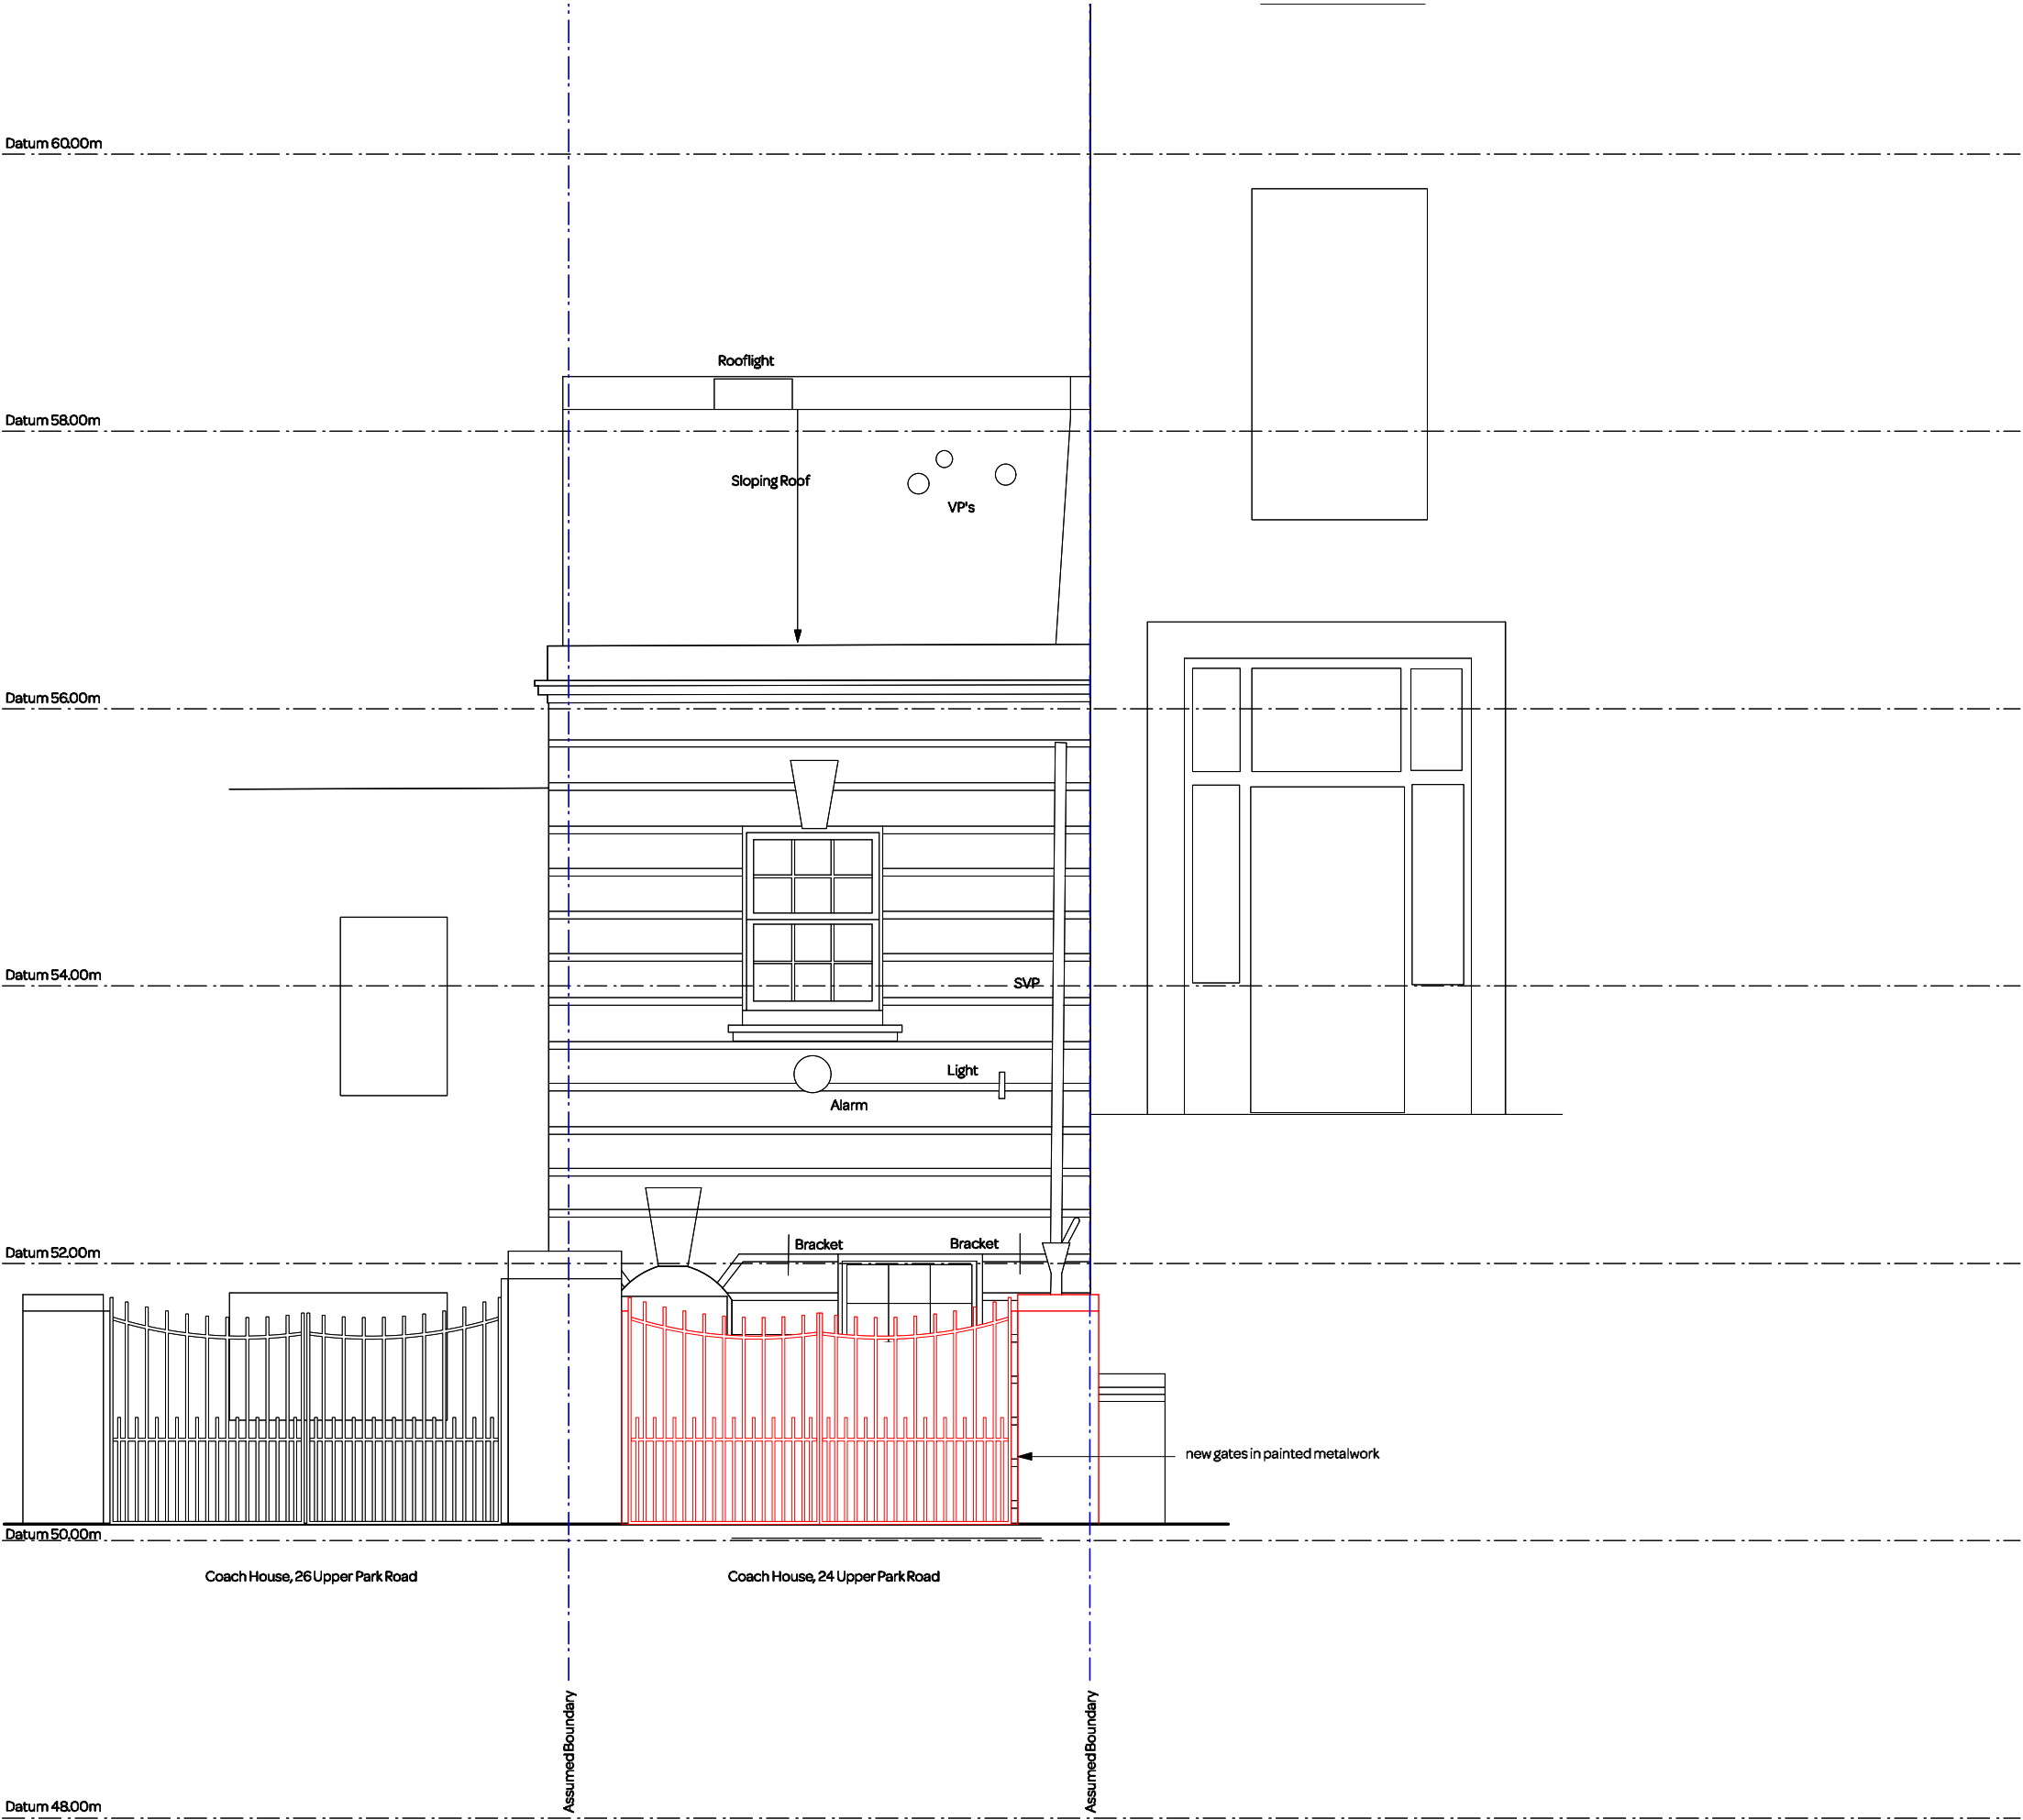 Datum 60.00m
Rooflight
Datum 58.00m
Sloping Roof
VP's
Datum 56.00m
Datum 54.00m
SVP
Light
Alarm
Datum 52.00m
Bracket
Bracket
new gates in painted metalwork
Datum 50.00m
Coach House, 26 Upper Park Road
Coach House, 24 Upper Park Road
Assumed Boundary
Assumed Boundary
Datum 48.00m